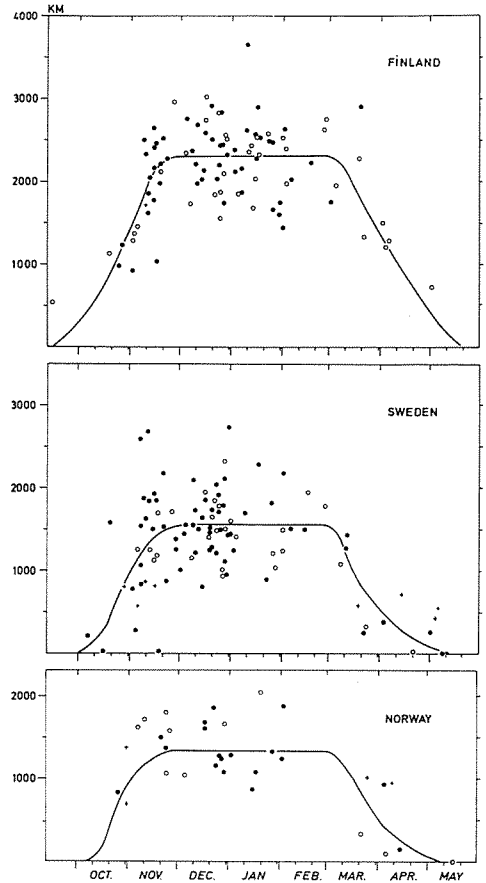 KM
4000
FINLAND
3000
2000
1000
3000
SWEDEN
2000
1000
2000
NORWAY
1000
OCT. NOV. DEC. JAN FEB. MAR. APR. MAY